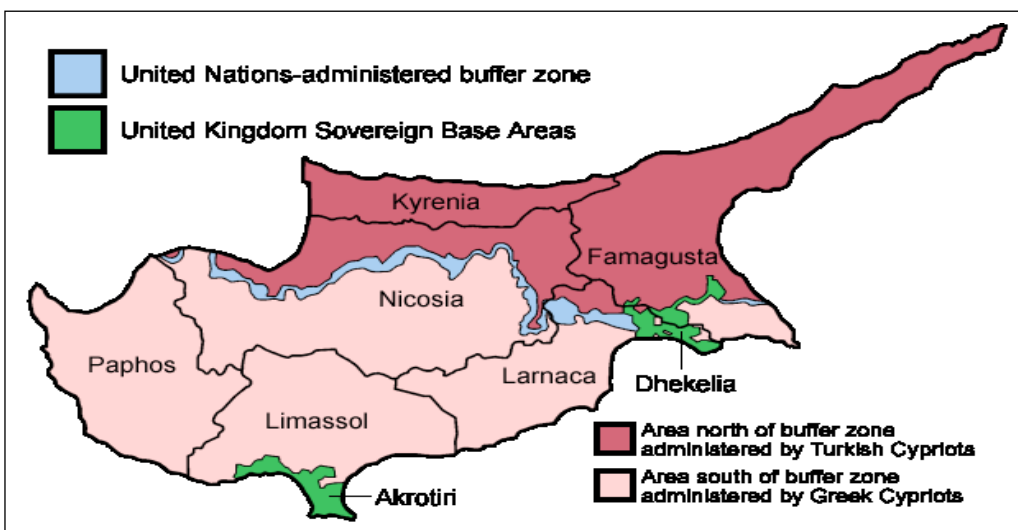 United Nations-administered buffer zone
United Kingdom Sovereign Base Areas
Kyrenia
Famagusta
Nicosia
Paphos
Larnaca
Dhekelia
Limassol
Area north of buffer zone
administered by Turkish Cypriots
Area south of buffer zone
administered by Greek Cypriots
Akrotiri